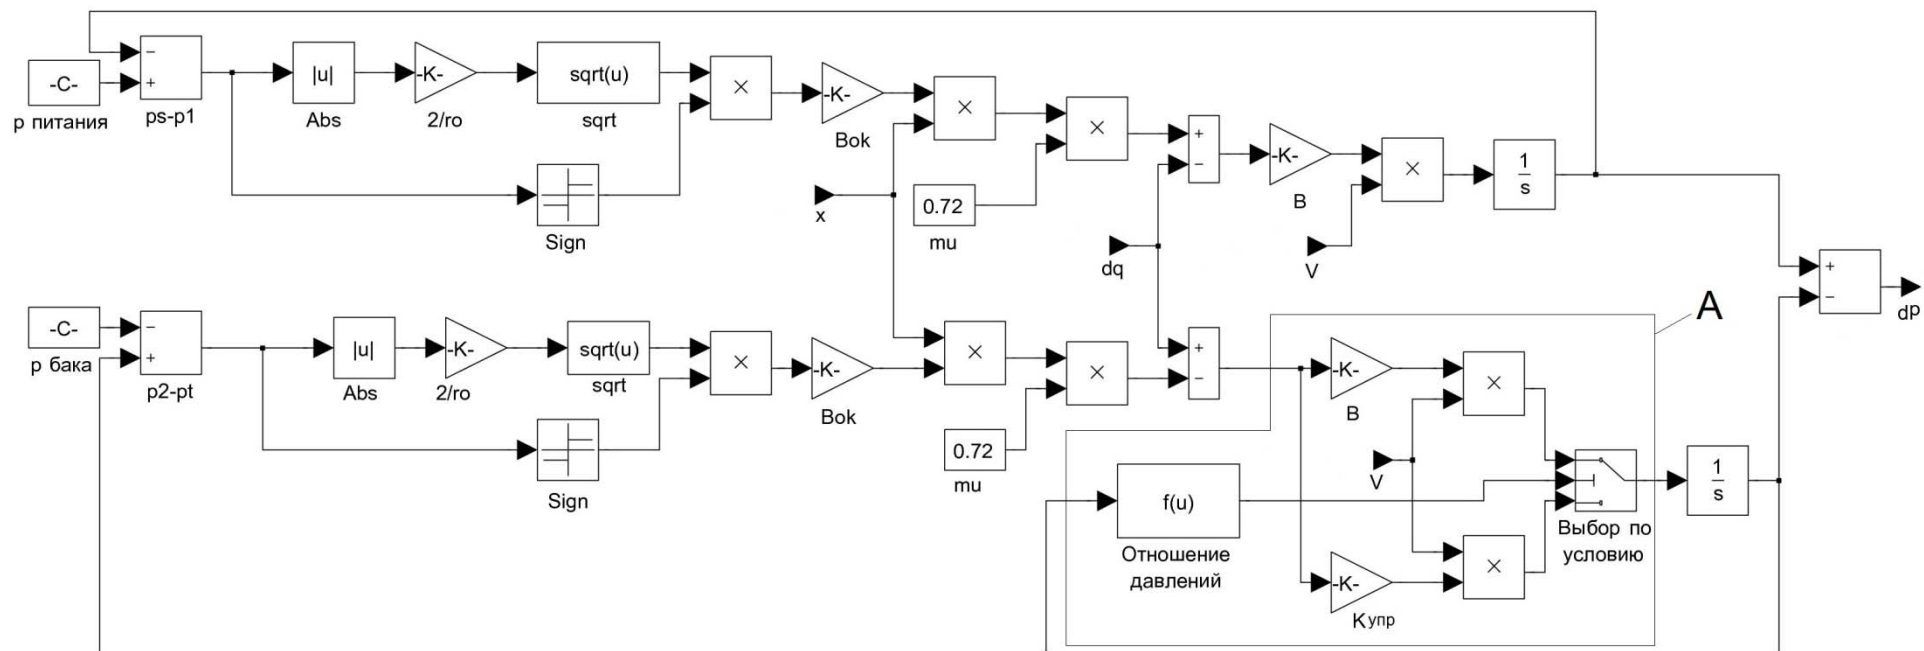 -C-
р питания
−
+
ps-p1
|u|
Abs
-K-
2/ro
sqrt(u)
sqrt
Sign
×
-K-
Bok
×
x
0.72
mu
×
+
−
dq
-K-
B
×
V
1
s
+
−
dp
-C-
р бака
−
+
p2-pt
|u|
Abs
-K-
2/ro
sqrt(u)
sqrt
Sign
×
-K-
Bok
×
0.72
mu
×
+
−
A
-K-
B
×
V
f(u)
Отношение
давлений
-K-
Kупр
×
Выбор по
условию
1
s